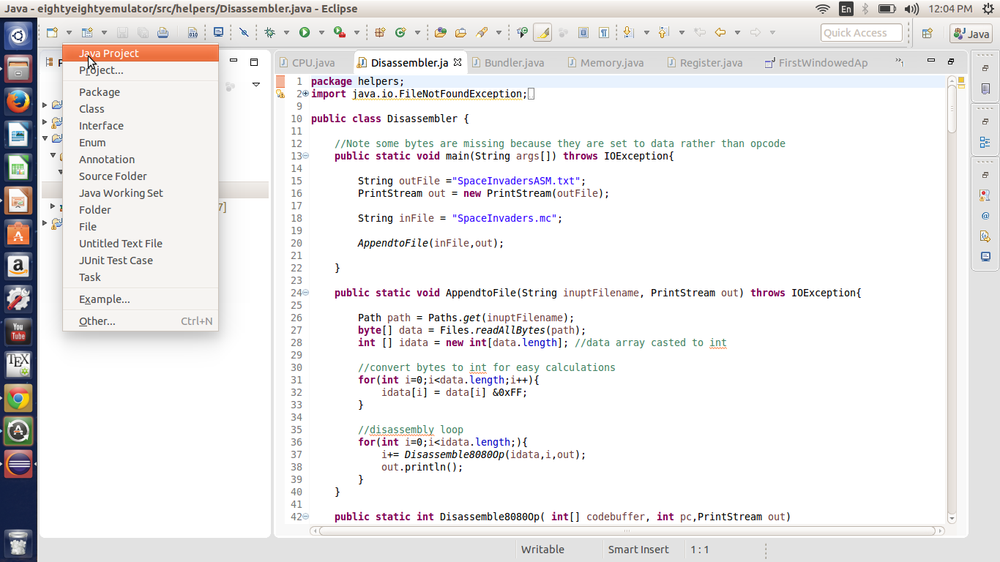 Java - eightyeightyemulator/src/helpers/Disassembler.java - Eclipse
En
12:04 PM
Quick Access
Java
Java Project
Project...
Package
Class
Interface
Enum
Annotation
Source Folder
Java Working Set
Folder
File
Untitled Text File
JUnit Test Case
Task
Example...
Other... Ctrl+N
P
7]
CPU.java
Disassembler.ja
Bundler.java
Memory.java
Register.java
FirstWindowedAp
»1
1 package helpers;
2 import java.io.FileNotFoundException;
9
10 public class Disassembler {
11
12 //Note some bytes are missing because they are set to data rather than opcode
13 public static void main(String args[]) throws IOException{
14
15 String outFile ="SpaceInvadersASM.txt";
16 PrintStream out = new PrintStream(outFile);
17
18 String inFile = "SpaceInvaders.mc";
19
20 AppendtoFile(inFile,out);
21
22 }
23
24 public static void AppendtoFile(String inuptFilename, PrintStream out) throws IOException{
25
26 Path path = Paths.get(inuptFilename);
27 byte[] data = Files.readAllBytes(path);
28 int [] idata = new int[data.length]; //data array casted to int
29
30 //convert bytes to int for easy calculations
31 for(int i=0;i<data.length;i++){
32 idata[i] = data[i] &0xFF;
33 }
34
35 //disassembly loop
36 for(int i=0;i<idata.length;){
37 i+= Disassemble8080Op(idata,i,out);
38 out.println();
39 }
40 }
41
42 public static int Disassemble8080Op( int[] codebuffer, int pc,PrintStream out)
Writable
Smart Insert
1 : 1
a
You
Tube
TEX
010
@